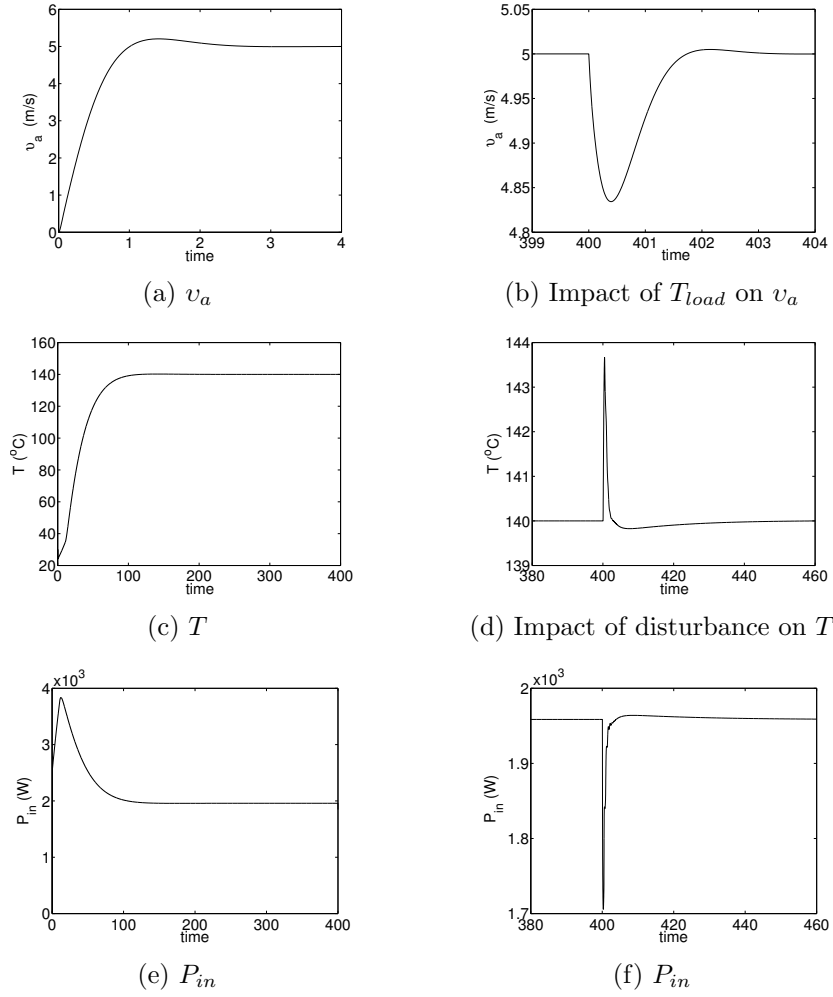 6
5
4
3
2
1
0
υa (m/s)
0 1 2 3 4
time
(a) υa
5.05
5
4.95
4.9
4.85
4.8
υa (m/s)
399 400 401 402 403 404
time
(b) Impact of Tload on υa
160
140
120
100
80
60
40
20
T (oC)
0 100 200 300 400
time
(c) T
144
143
142
141
140
139
T (oC)
380 400 420 440 460
time
(d) Impact of disturbance on T
x10³
4
3
2
1
0
Pin (W)
0 100 200 300 400
time
(e) Pin
x10³
2
1.9
1.8
1.7
Pin (W)
380 400 420 440 460
time
(f) Pin